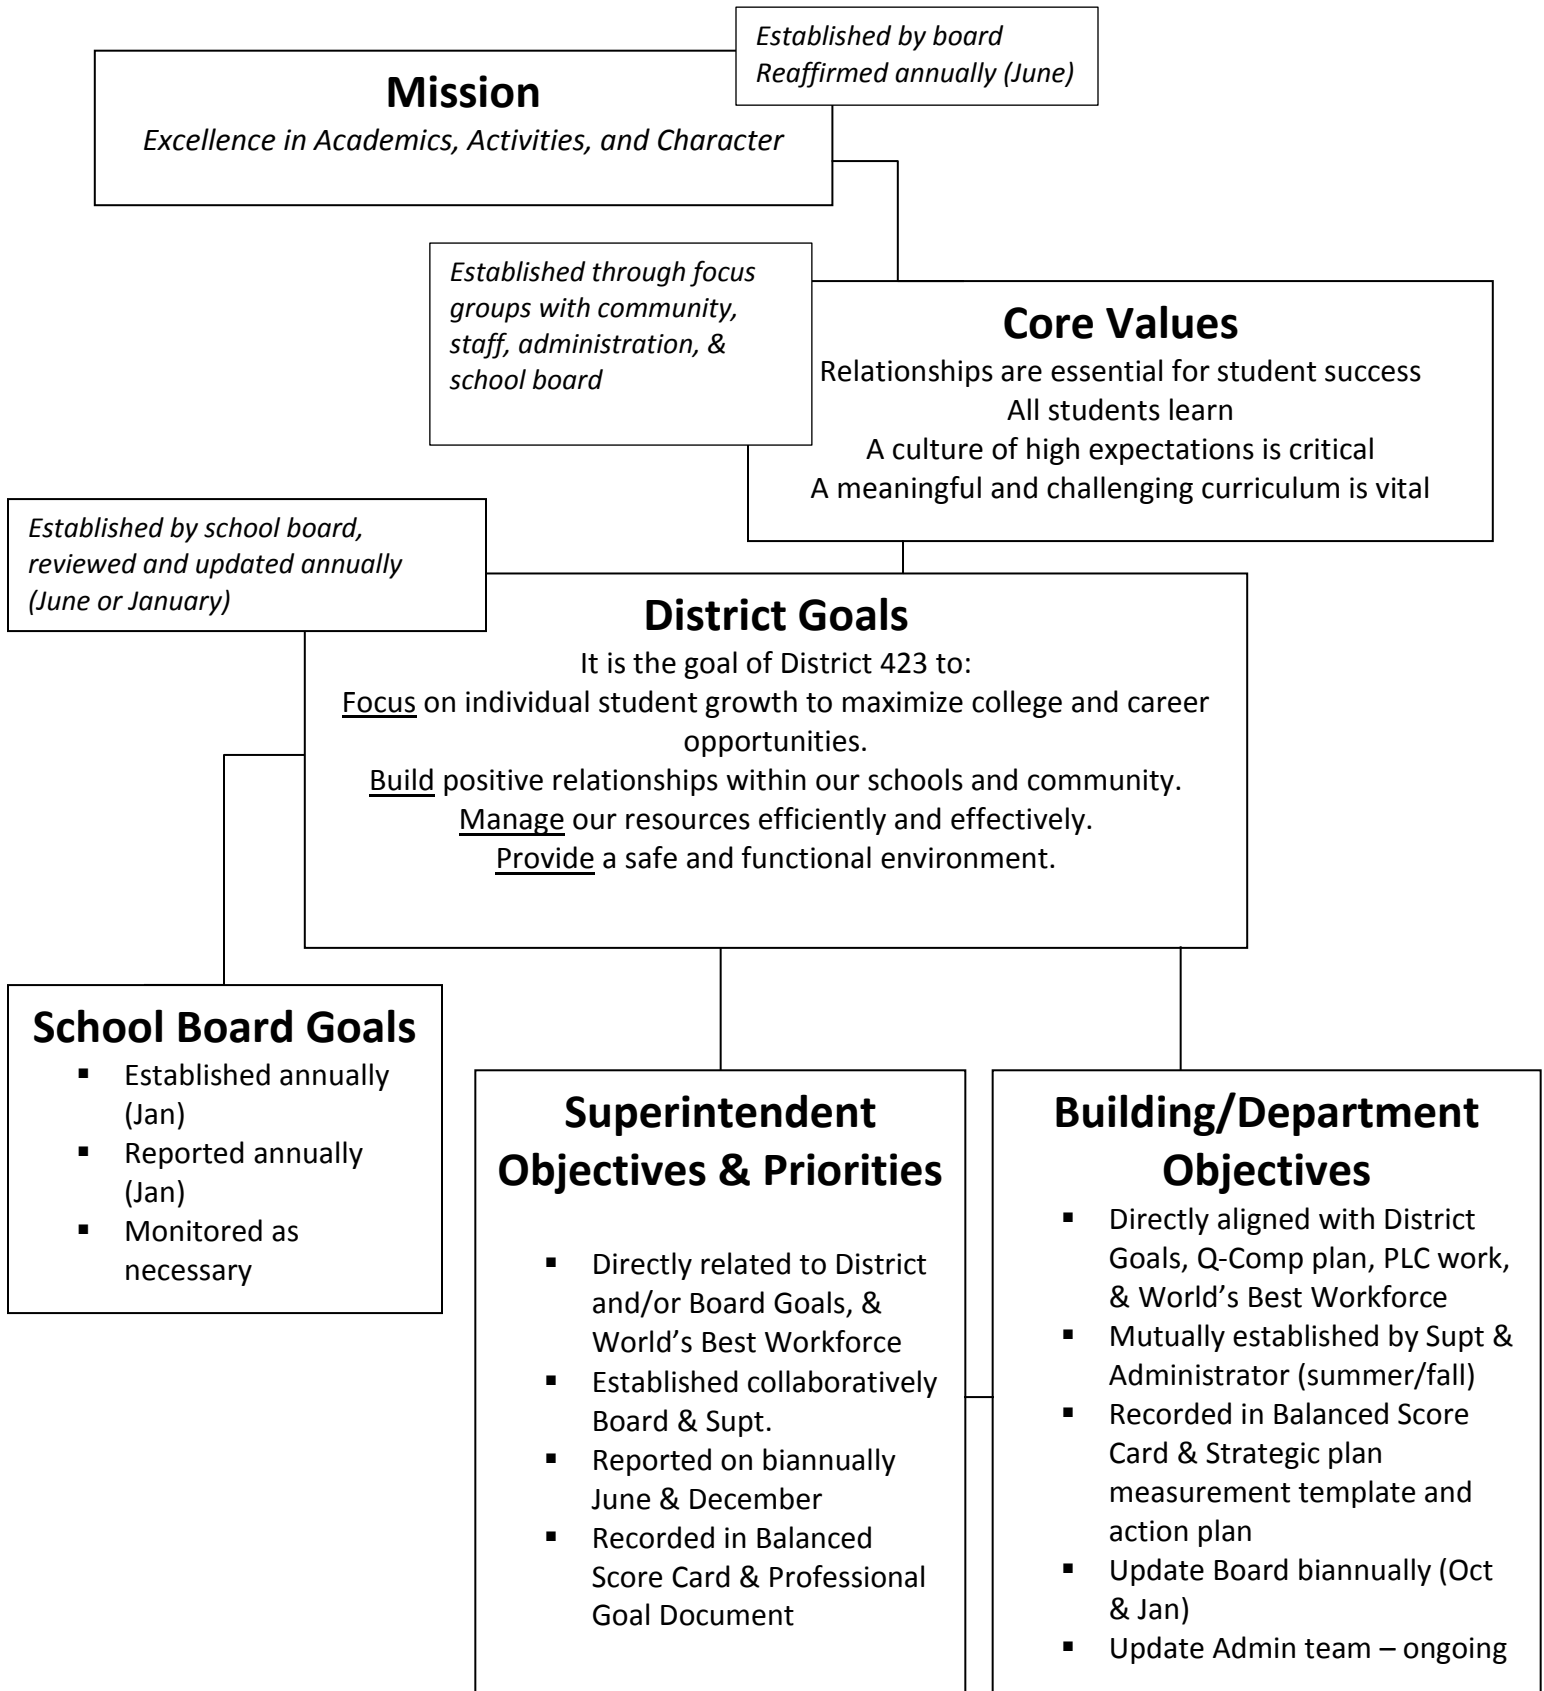 Established by board
Reaffirmed annually (June)
Mission
Excellence in Academics, Activities, and Character
Established through focus
groups with community,
staff, administration, &
school board
Core Values
Relationships are essential for student success
All students learn
A culture of high expectations is critical
A meaningful and challenging curriculum is vital
Established by school board,
reviewed and updated annually
(June or January)
District Goals
It is the goal of District 423 to:
Focus on individual student growth to maximize college and career
opportunities.
Build positive relationships within our schools and community.
Manage our resources efficiently and effectively.
Provide a safe and functional environment.
School Board Goals
▪ Established annually
(Jan)
▪ Reported annually
(Jan)
▪ Monitored as
necessary
Superintendent
Objectives & Priorities
▪ Directly related to District
and/or Board Goals, &
World’s Best Workforce
▪ Established collaboratively
Board & Supt.
▪ Reported on biannually
June & December
▪ Recorded in Balanced
Score Card & Professional
Goal Document
Building/Department
Objectives
▪ Directly aligned with District
Goals, Q-Comp plan, PLC work,
& World’s Best Workforce
▪ Mutually established by Supt &
Administrator (summer/fall)
▪ Recorded in Balanced Score
Card & Strategic plan
measurement template and
action plan
▪ Update Board biannually (Oct
& Jan)
▪ Update Admin team – ongoing